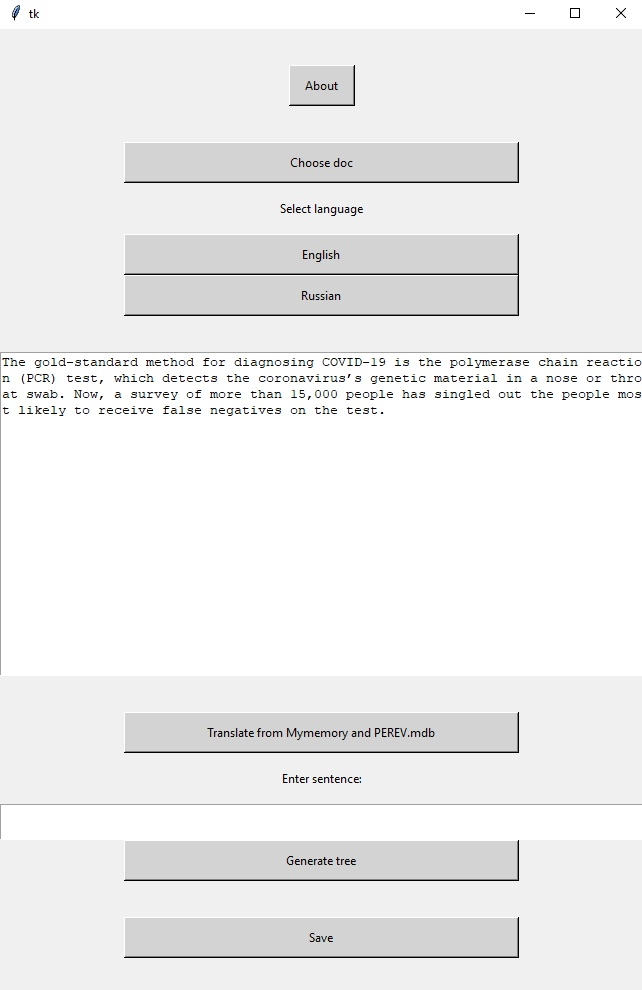 tk
About
Choose doc
Select language
English
Russian
The gold-standard method for diagnosing COVID-19 is the polymerase chain reactio
n (PCR) test, which detects the coronavirus’s genetic material in a nose or thro
at swab. Now, a survey of more than 15,000 people has singled out the people mos
t likely to receive false negatives on the test.
Translate from Mymemory and PEREV.mdb
Enter sentence:
Generate tree
Save